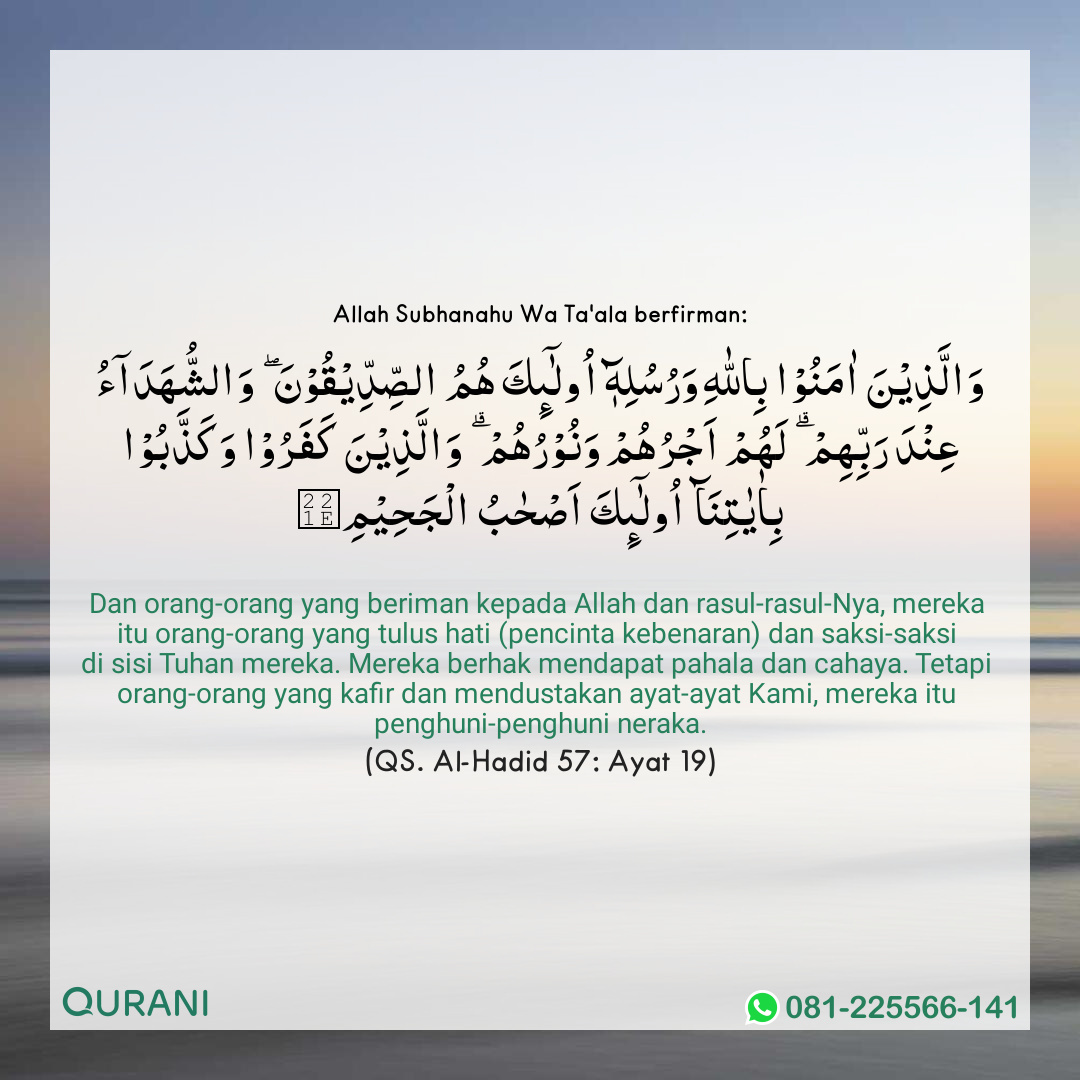 Allah Subhanahu Wa Ta'ala berfirman:
وَالَّذِيْنَ اٰمَنُوْا بِاللّٰهِ وَرُسُلِهٖٓ اُولٰۤىِٕكَ هُمُ الصِّدِّيْقُوْنَ ۖ وَالشُّهَدَاۤءُ
عِنْدَ رَبِّهِمْ ۗ لَهُمْ اَجْرُهُمْ وَنُوْرُهُمْ ۗ وَالَّذِيْنَ كَفَرُوْا وَكَذَّبُوْا
بِاٰيٰتِنَآ اُولٰۤىِٕكَ اَصْحٰبُ الْجَحِيْمِ
Dan orang-orang yang beriman kepada Allah dan rasul-rasul-Nya, mereka
itu orang-orang yang tulus hati (pencinta kebenaran) dan saksi-saksi
di sisi Tuhan mereka. Mereka berhak mendapat pahala dan cahaya. Tetapi
orang-orang yang kafir dan mendustakan ayat-ayat Kami, mereka itu
penghuni-penghuni neraka.
(QS. Al-Hadid 57: Ayat 19)
QURANI
081-225566-141